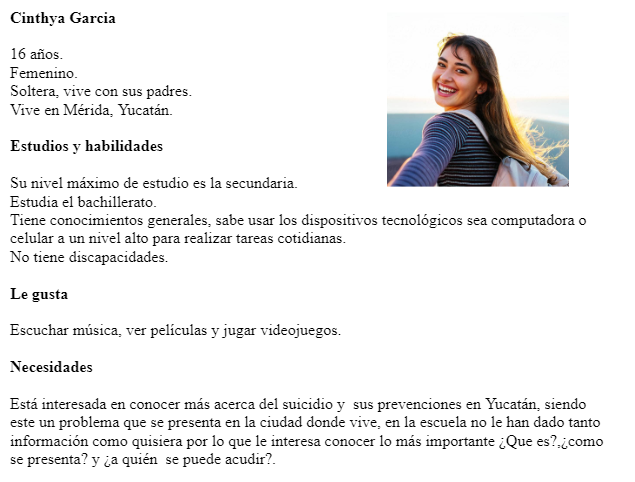 Cinthya Garcia
16 años.
Femenino.
Soltera, vive con sus padres.
Vive en Mérida, Yucatán.
Estudios y habilidades
Su nivel máximo de estudio es la secundaria.
Estudia el bachillerato.
Tiene conocimientos generales, sabe usar los dispositivos tecnológicos sea computadora o
celular a un nivel alto para realizar tareas cotidianas.
No tiene discapacidades.
Le gusta
Escuchar música, ver películas y jugar videojuegos.
Necesidades
Está interesada en conocer más acerca del suicidio y  sus prevenciones en Yucatán, siendo
este un problema que se presenta en la ciudad donde vive, en la escuela no le han dado tanto
información como quisiera por lo que le interesa conocer lo más importante ¿Que es?,¿como
se presenta? y ¿a quién  se puede acudir?.